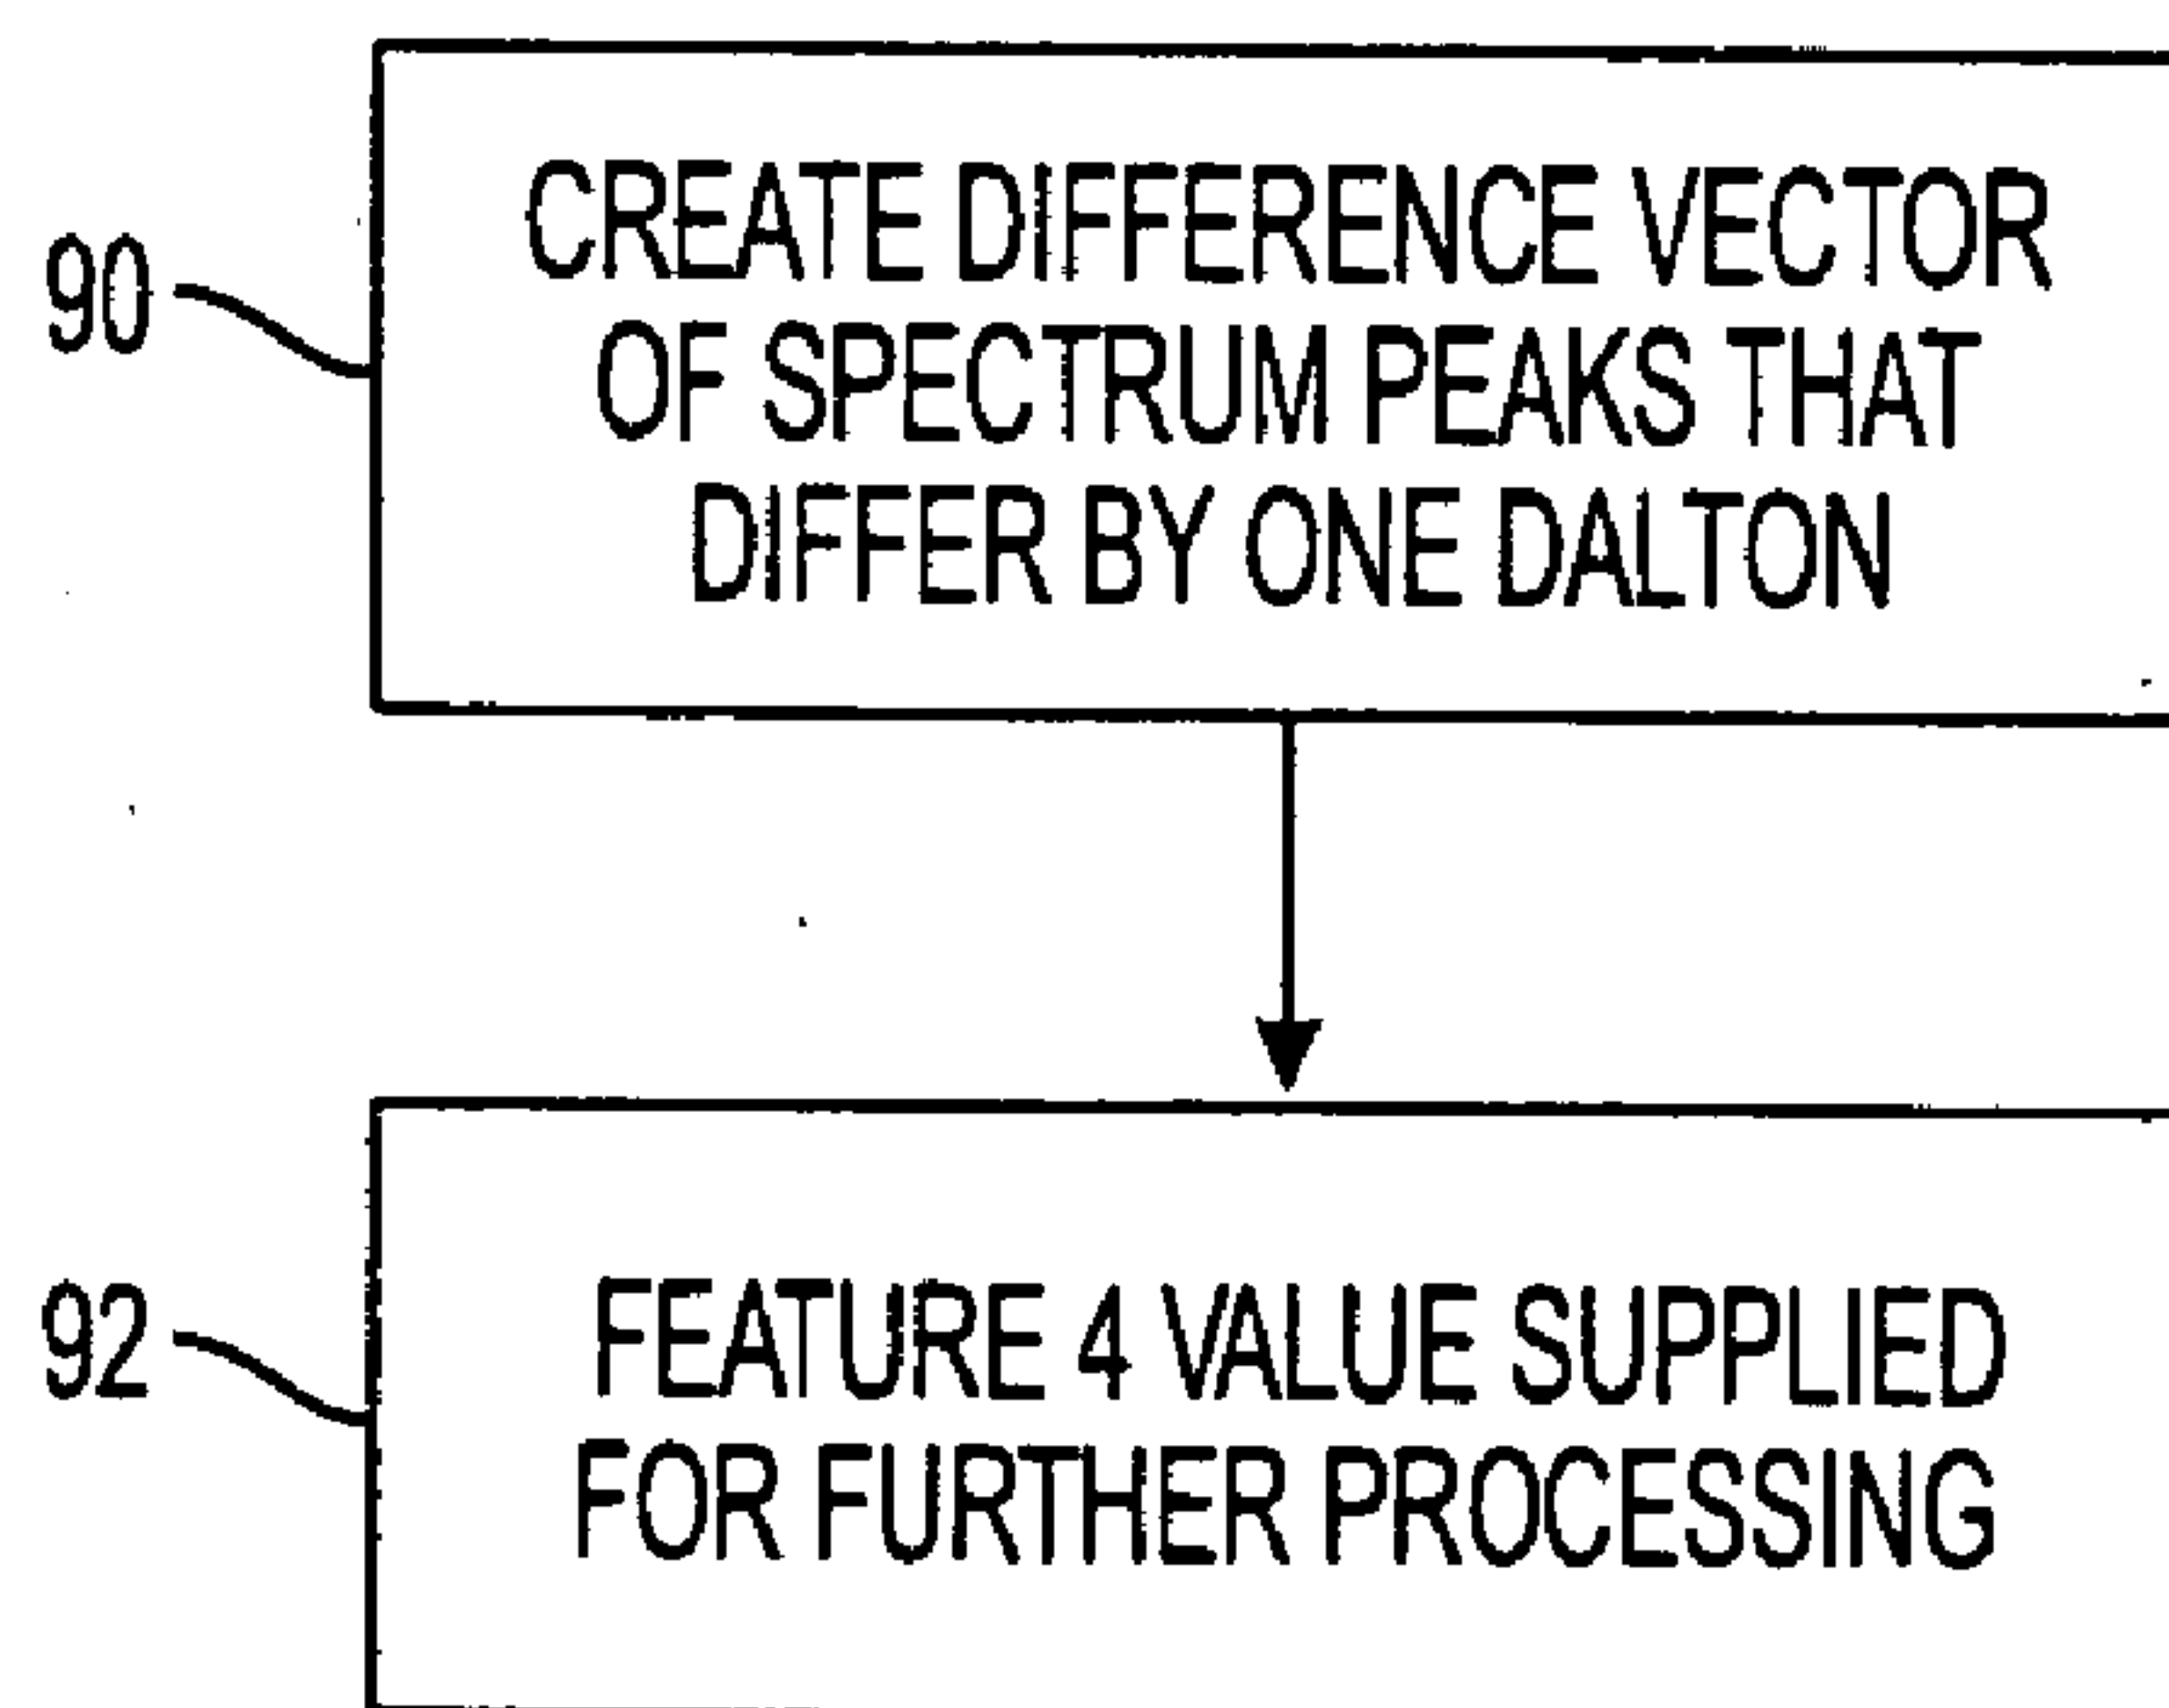 90
CREATE DIFFERENCE VECTOR
OF SPECTRUM PEAKS THAT
DIFFER BY ONE DALTON
92
FEATURE 4 VALUE SUPPLIED
FOR FURTHER PROCESSING